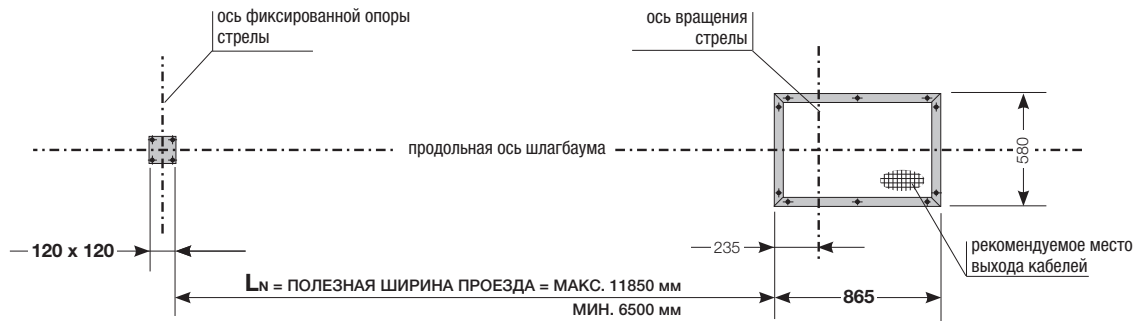 ось фиксированной опоры
стрелы
ось вращения
стрелы
продольная ось шлагбаума
580
120 x 120
235
рекомендуемое место
выхода кабелей
LN = ПОЛЕЗНАЯ ШИРИНА ПРОЕЗДА = МАКС. 11850 мм
МИН. 6500 мм
865